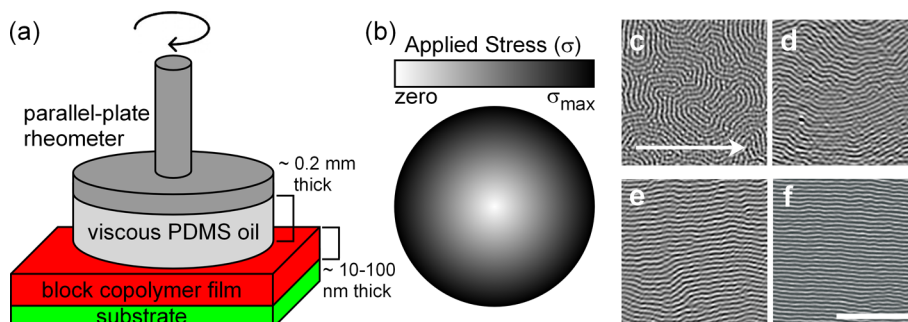 (a)
parallel-plate
rheometer
~ 0.2 mm
thick
viscous PDMS oil
~ 10-100
nm thick
block copolymer film
substrate
(b)
Applied Stress (σ)
zero
σmax
c
d
e
f